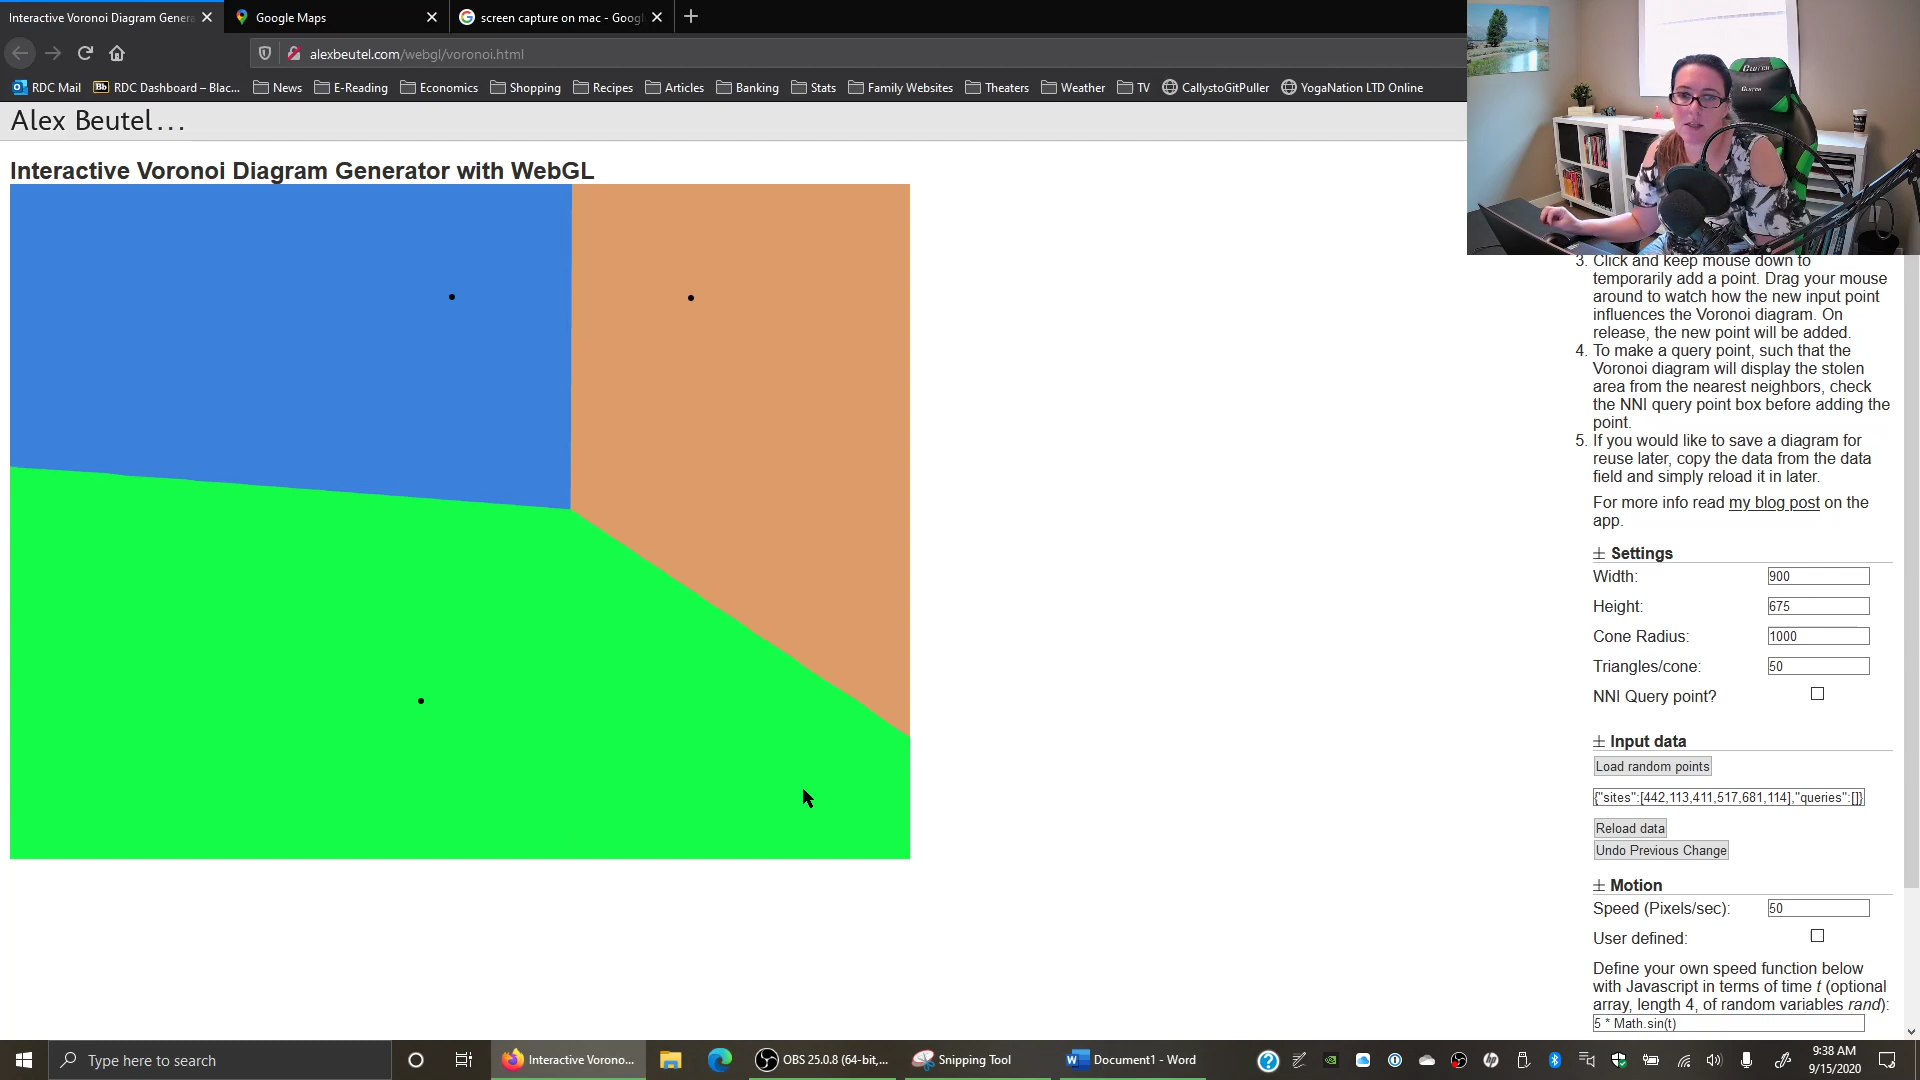 Interactive Voronoi Diagram Genera
Google Maps
screen capture on mac - Googl
alexbeutel.com/webgl/voronoi.html
RDC Mail
Bb
RDC Dashboard – Blac...
News
E-Reading
Economics
Shopping
Recipes
Articles
Banking
Stats
Family Websites
Theaters
Weather
TV
CallystoGitPuller
YogaNation LTD Online
Alex Beutel...
Interactive Voronoi Diagram Generator with WebGL
3. Click and keep mouse down to
temporarily add a point. Drag your mouse
around to watch how the new input point
influences the Voronoi diagram. On
release, the new point will be added.
4. To make a query point, such that the
Voronoi diagram will display the stolen
area from the nearest neighbors, check
the NNI query point box before adding the
point.
5. If you would like to save a diagram for
reuse later, copy the data from the data
field and simply reload it in later.
For more info read my blog post on the
app.
± Settings
Width: 900
Height: 675
Cone Radius: 1000
Triangles/cone: 50
NNI Query point?
± Input data
Load random points
{"sites":[442,113,411,517,681,114],"queries":[]}
Reload data
Undo Previous Change
± Motion
Speed (Pixels/sec): 50
User defined:
Define your own speed function below
with Javascript in terms of time t (optional
array, length 4, of random variables rand):
5 * Math.sin(t)
Type here to search
Interactive Vorono...
OBS 25.0.8 (64-bit,...
Snipping Tool
Document1 - Word
9:38 AM
9/15/2020